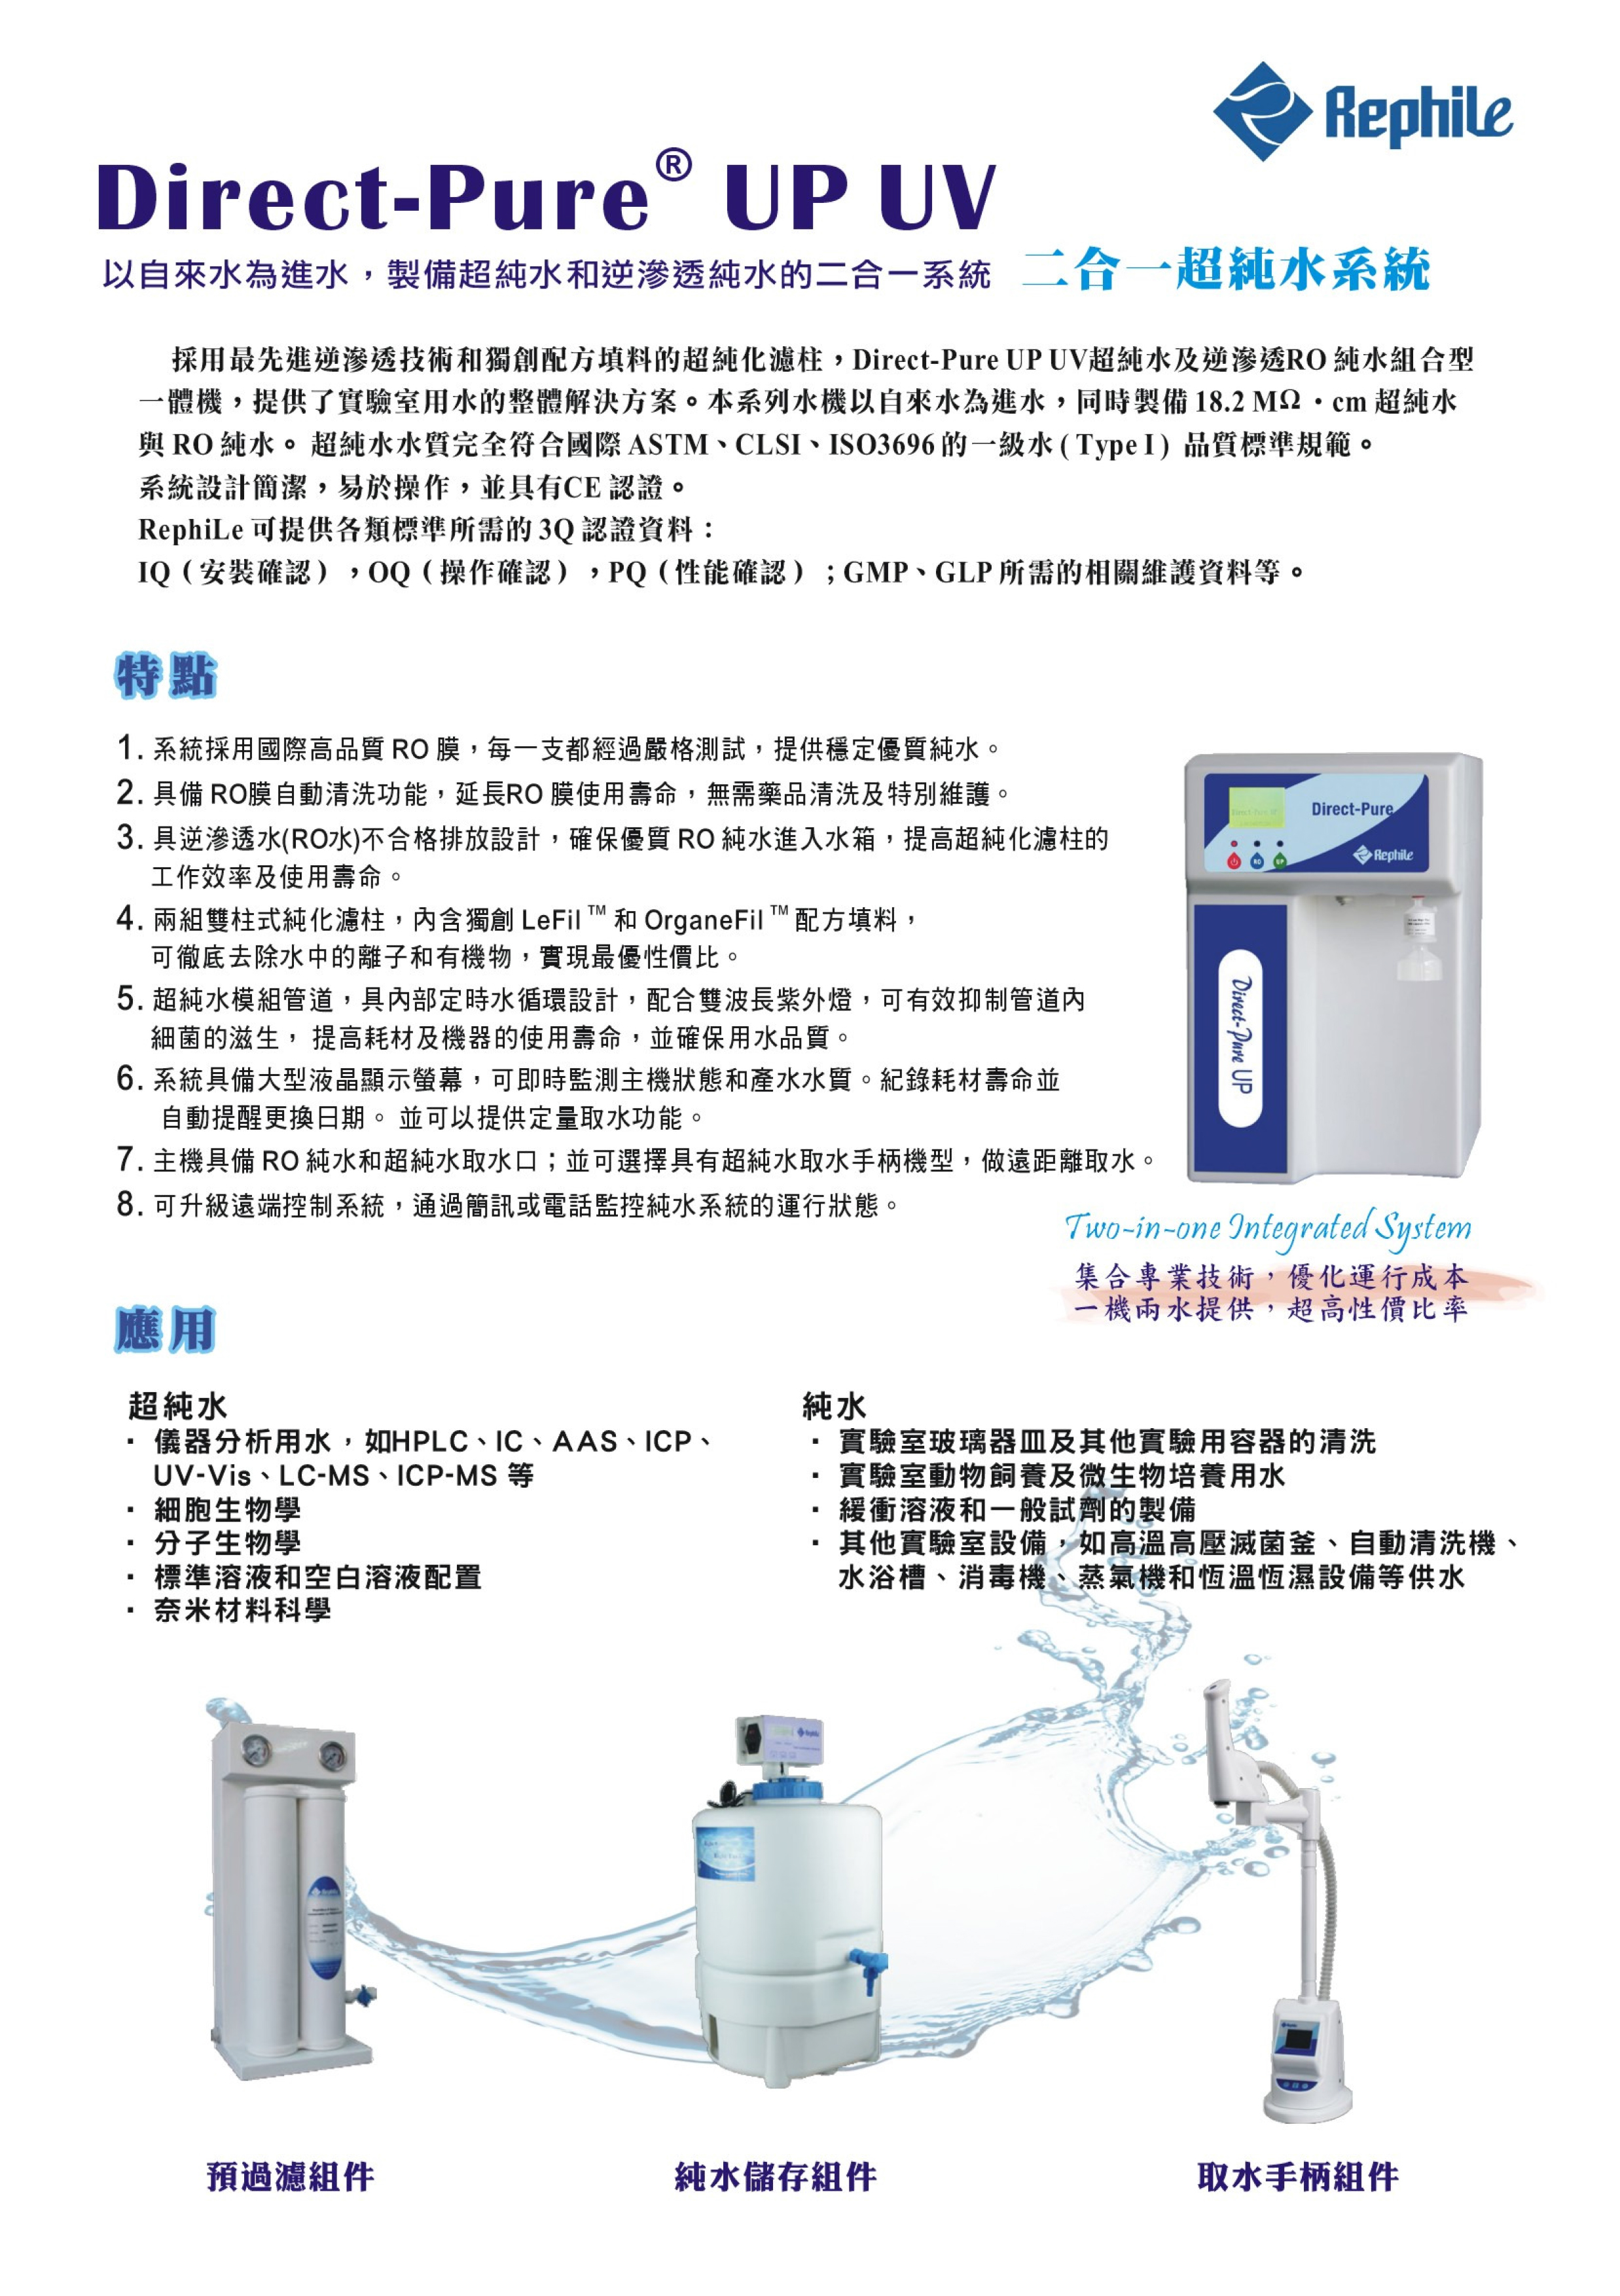 Rephile
Direct-Pure® UP UV
以自來水為進水，製備超純水和逆滲透純水的二合一系統 二合一超純水系統
採用最先進逆滲透技術和獨創配方填料的超純化濾柱，Direct-Pure UP UV超純水及逆滲透RO 純水組合型
一體機，提供了實驗室用水的整體解決方案。本系列水機以自來水為進水，同時製備 18.2 MΩ・cm 超純水
與 RO 純水。 超純水水質完全符合國際 ASTM、CLSI、ISO3696 的一級水 ( Type I ) 品質標準規範。
系統設計簡潔，易於操作，並具有CE 認證。
RephiLe 可提供各類標準所需的 3Q 認證資料：
IQ（安裝確認），OQ（操作確認），PQ（性能確認）；GMP、GLP 所需的相關維護資料等。
特點
1. 系統採用國際高品質 RO 膜，每一支都經過嚴格測試，提供穩定優質純水。
2. 具備 RO膜自動清洗功能，延長RO 膜使用壽命，無需藥品清洗及特別維護。
3. 具逆滲透水(RO水)不合格排放設計，確保優質 RO 純水進入水箱，提高超純化濾柱的
工作效率及使用壽命。
4. 兩組雙柱式純化濾柱，內含獨創 LeFil™ 和 OrganeFil™ 配方填料，
可徹底去除水中的離子和有機物，實現最優性價比。
5. 超純水模組管道，具內部定時水循環設計，配合雙波長紫外燈，可有效抑制管道內
細菌的滋生， 提高耗材及機器的使用壽命，並確保用水品質。
6. 系統具備大型液晶顯示螢幕，可即時監測主機狀態和產水水質。紀錄耗材壽命並
自動提醒更換日期。 並可以提供定量取水功能。
7. 主機具備 RO 純水和超純水取水口；並可選擇具有超純水取水手柄機型，做遠距離取水。
8. 可升級遠端控制系統，通過簡訊或電話監控純水系統的運行狀態。
Direct-Pure
RO UP
Rephile
Direct-Pure UP
Two-in-one Integrated System
集合專業技術，優化運行成本
一機兩水提供，超高性價比率
應用
超純水
· 儀器分析用水，如HPLC、IC、AAS、ICP、
UV-Vis、LC-MS、ICP-MS 等
· 細胞生物學
· 分子生物學
· 標準溶液和空白溶液配置
· 奈米材料科學
純水
· 實驗室玻璃器皿及其他實驗用容器的清洗
· 實驗室動物飼養及微生物培養用水
· 緩衝溶液和一般試劑的製備
· 其他實驗室設備，如高溫高壓滅菌釜、自動清洗機、
水浴槽、消毒機、蒸氣機和恆溫恆濕設備等供水
預過濾組件
純水儲存組件
取水手柄組件